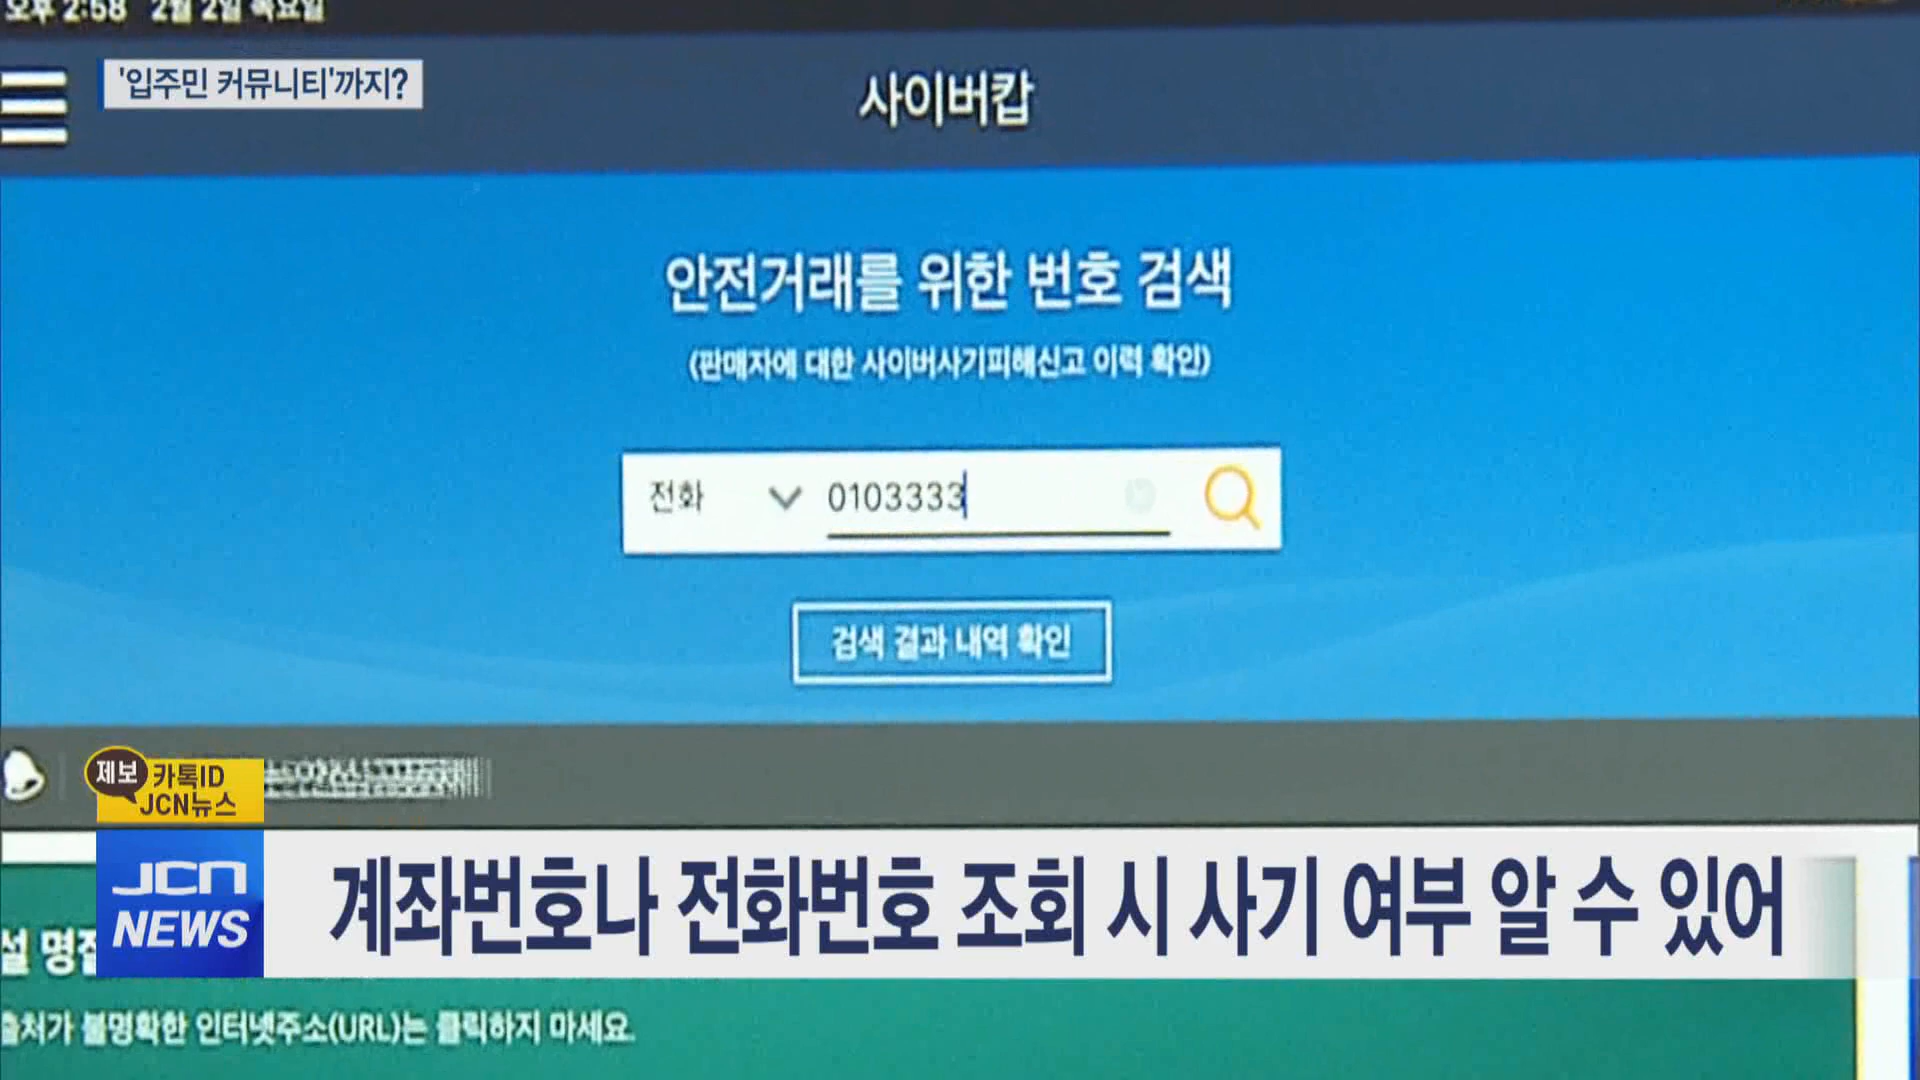 오후 2:58 2월 2일 목요일
'입주민 커뮤니티'까지?
사이버캅
안전거래를 위한 번호 검색
(판매자에 대한 사이버사기피해신고 이력 확인)
전화 0103333
검색 결과 내역 확인
제보 카톡ID
JCN뉴스
JCN
NEWS
계좌번호나 전화번호 조회 시 사기 여부 알 수 있어
설 명절
출처가 불명확한 인터넷주소(URL)는 클릭하지 마세요.